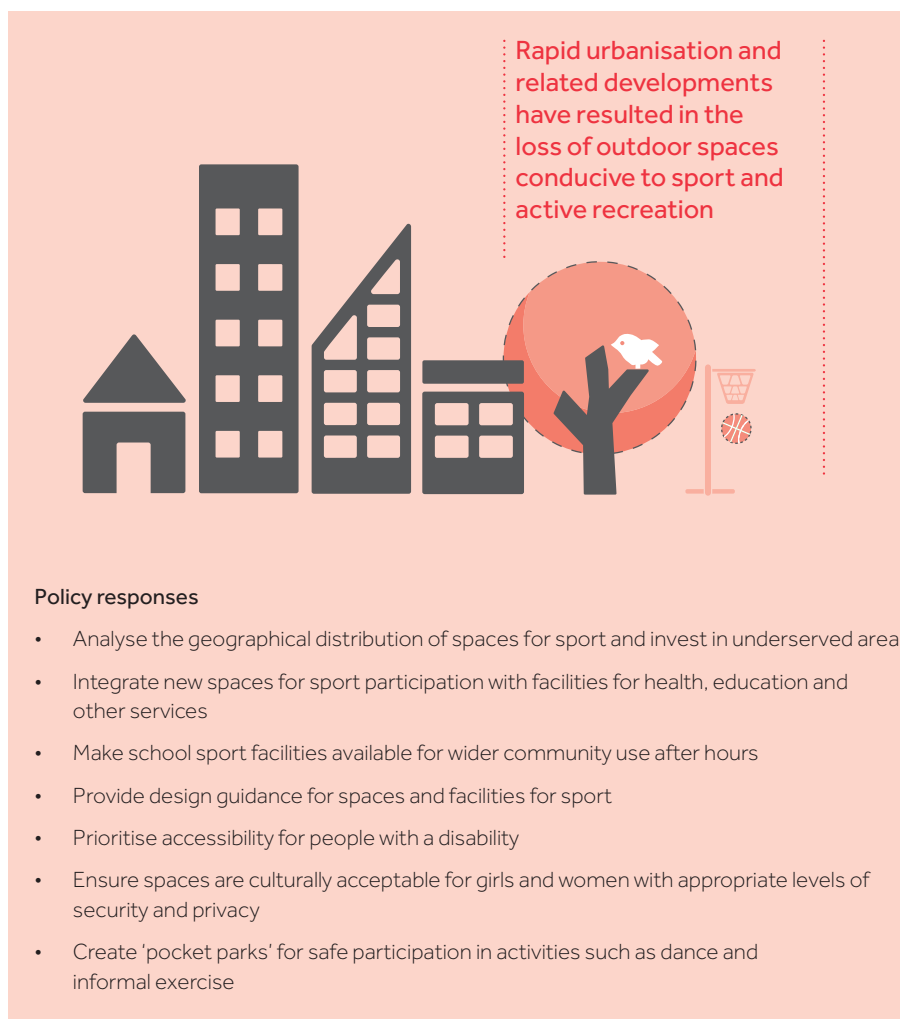 Rapid urbanisation and
related developments
have resulted in the
loss of outdoor spaces
conducive to sport and
active recreation
Policy responses
• Analyse the geographical distribution of spaces for sport and invest in underserved area
• Integrate new spaces for sport participation with facilities for health, education and
other services
• Make school sport facilities available for wider community use after hours
• Provide design guidance for spaces and facilities for sport
• Prioritise accessibility for people with a disability
• Ensure spaces are culturally acceptable for girls and women with appropriate levels of
security and privacy
• Create ‘pocket parks’ for safe participation in activities such as dance and
informal exercise